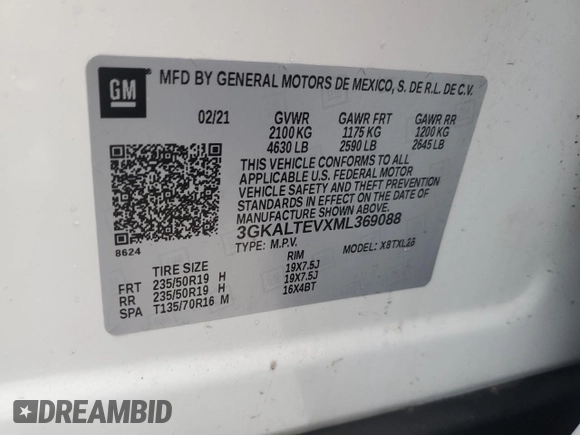 GM
MFD BY GENERAL MOTORS DE MEXICO, S. DE R.L. DE C.V.
02/21 GVWR GAWR FRT GAWR RR
2100 KG 1175 KG 1200 KG
4630 LB 2590 LB 2645 LB
THIS VEHICLE CONFORMS TO ALL
APPLICABLE U.S. FEDERAL MOTOR
VEHICLE SAFETY AND THEFT PREVENTION
STANDARDS IN EFFECT ON THE DATE OF
MANUFACTURE SHOWN ABOVE.
3GKALTEVXML369088
8624
TYPE: M.P.V. MODEL: X8TXL26
TIRE SIZE RIM
FRT 235/50R19 H 19X7.5J
RR 235/50R19 H 19X7.5J
SPA T135/70R16 M 16X4BT
DREAMBID